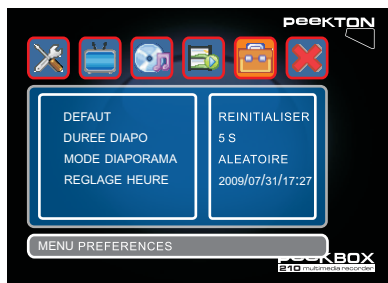 PEEKTON
DEFAUT REINITIALISER
DUREE DIAPO 5 S
MODE DIAPORAMA ALEATOIRE
REGLAGE HEURE 2009/07/31/17:27
MENU PREFERENCES
PEEKBOX
210 multimedia recorder